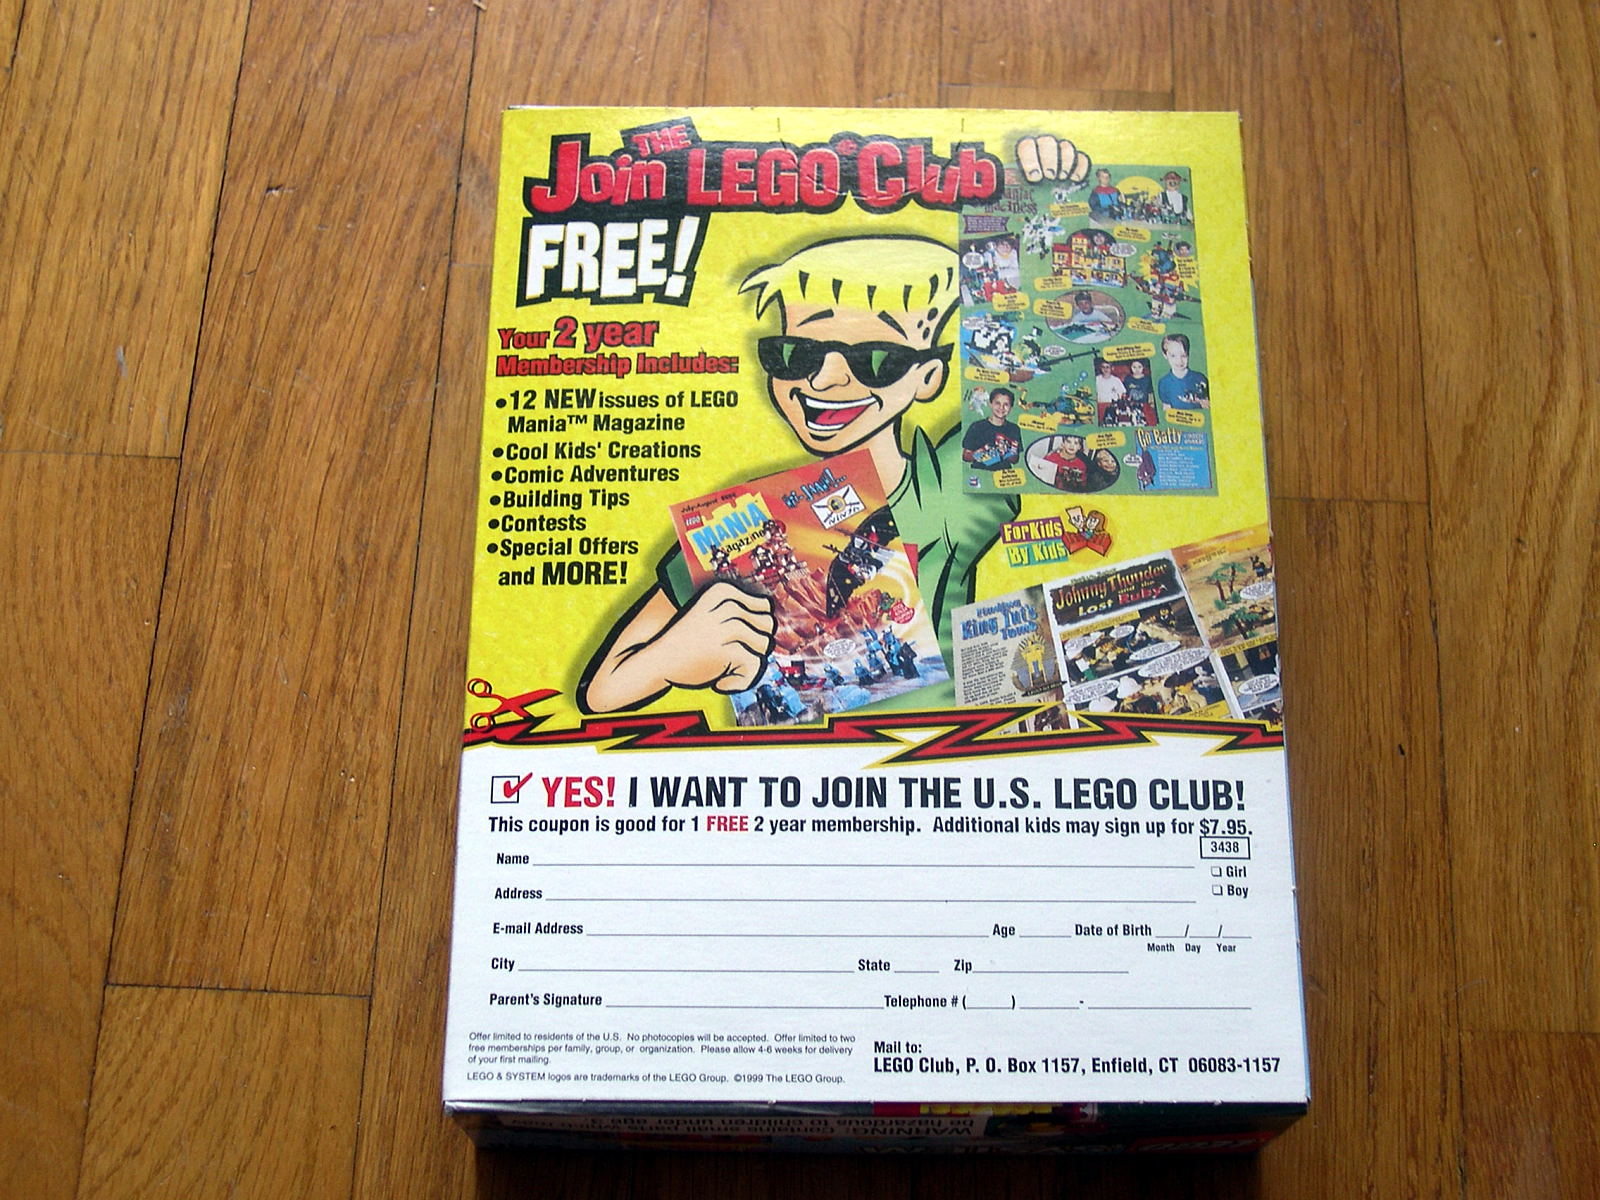 Join THE LEGO® Club
FREE!
Your 2 year
Membership Includes:
•12 NEW issues of LEGO
Mania™ Magazine
•Cool Kids' Creations
•Comic Adventures
•Building Tips
•Contests
•Special Offers
and MORE!
LEGO
MANIA
Magazine
NINJA
Go Batty
For Kids
By Kids
King Tut's
Tomb
Johnny Thunder
and the
Lost Ruby
YES! I WANT TO JOIN THE U.S. LEGO CLUB!
This coupon is good for 1 FREE 2 year membership. Additional kids may sign up for $7.95.
3438
Name
Girl
Address
Boy
E-mail Address Age Date of Birth / /
Month Day Year
City State Zip
Parent's Signature Telephone # ( ) -
Offer limited to residents of the U.S. No photocopies will be accepted. Offer limited to two
free memberships per family, group, or organization. Please allow 4-6 weeks for delivery
of your first mailing.
LEGO & SYSTEM logos are trademarks of the LEGO Group. ©1999 The LEGO Group.
Mail to:
LEGO Club, P. O. Box 1157, Enfield, CT 06083-1157